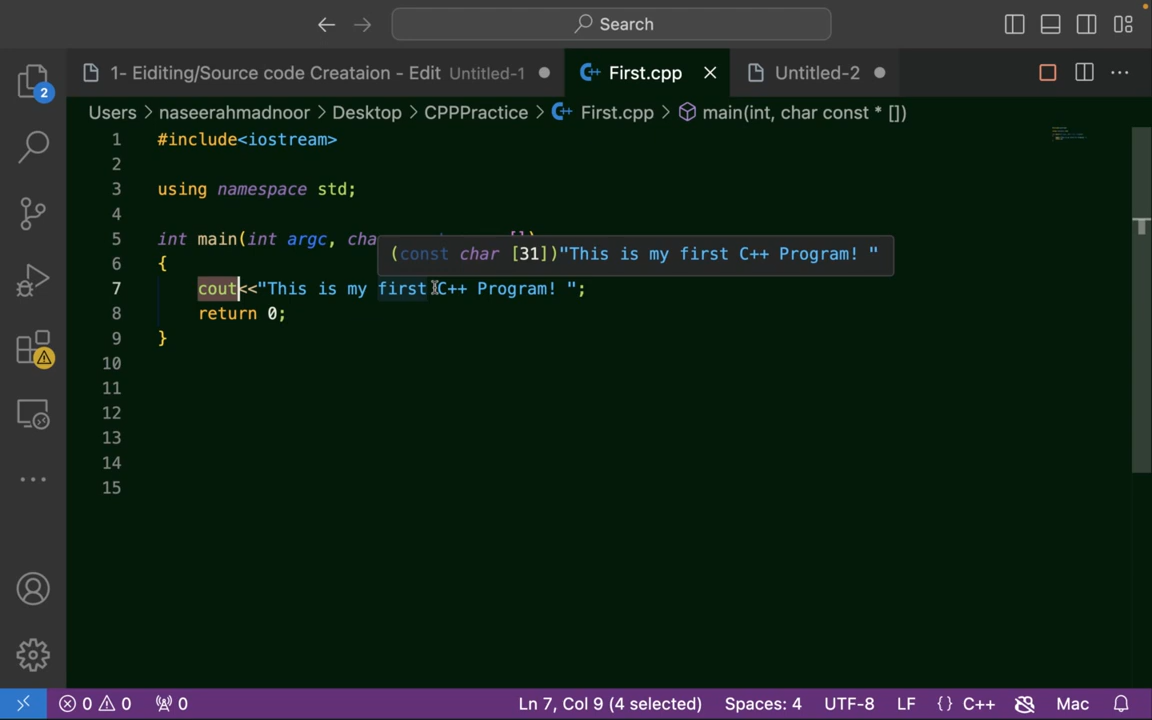 Search
1- Eiditing/Source code Creataion - Edit Untitled-1
First.cpp
Untitled-2
Users > naseerahmadnoor > Desktop > CPPPractice > First.cpp > main(int, char const * [])
1 #include<iostream>
2
3 using namespace std;
4
5 int main(int argc, cha
(const char [31])"This is my first C++ Program! "
6 {
7 cout<<"This is my first C++ Program! ";
8 return 0;
9 }
10
11
12
13
14
15
2
0 0 0 Ln 7, Col 9 (4 selected) Spaces: 4 UTF-8 LF {} C++ Mac